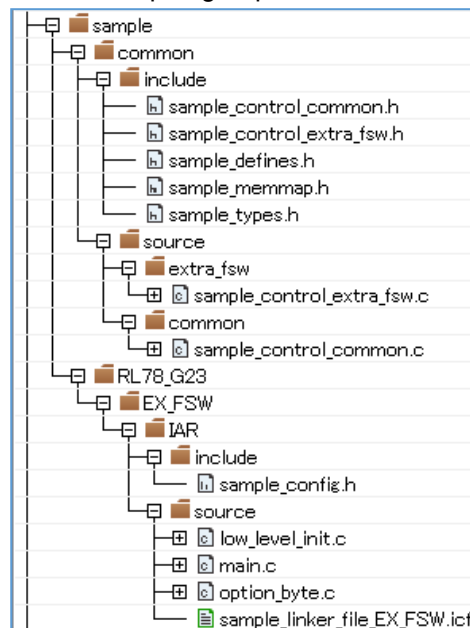 sample
common
include
sample_control_common.h
sample_control_extra_fsw.h
sample_defines.h
sample_memmap.h
sample_types.h
source
extra_fsw
sample_control_extra_fsw.c
common
sample_control_common.c
RL78_G23
EX_FSW
IAR
include
sample_config.h
source
low_level_init.c
main.c
option_byte.c
sample_linker_file_EX_FSW.icf